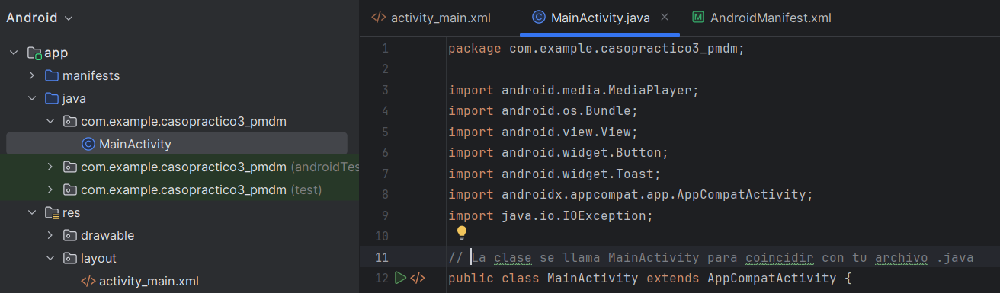 Android
app
manifests
java
com.example.casopractico3_pmdm
MainActivity
com.example.casopractico3_pmdm (androidTes
com.example.casopractico3_pmdm (test)
res
drawable
layout
activity_main.xml
activity_main.xml MainActivity.java AndroidManifest.xml
1 package com.example.casopractico3_pmdm;
2
3 import android.media.MediaPlayer;
4 import android.os.Bundle;
5 import android.view.View;
6 import android.widget.Button;
7 import android.widget.Toast;
8 import androidx.appcompat.app.AppCompatActivity;
9 import java.io.IOException;
10
11 // La clase se llama MainActivity para coincidir con tu archivo .java
12 public class MainActivity extends AppCompatActivity {